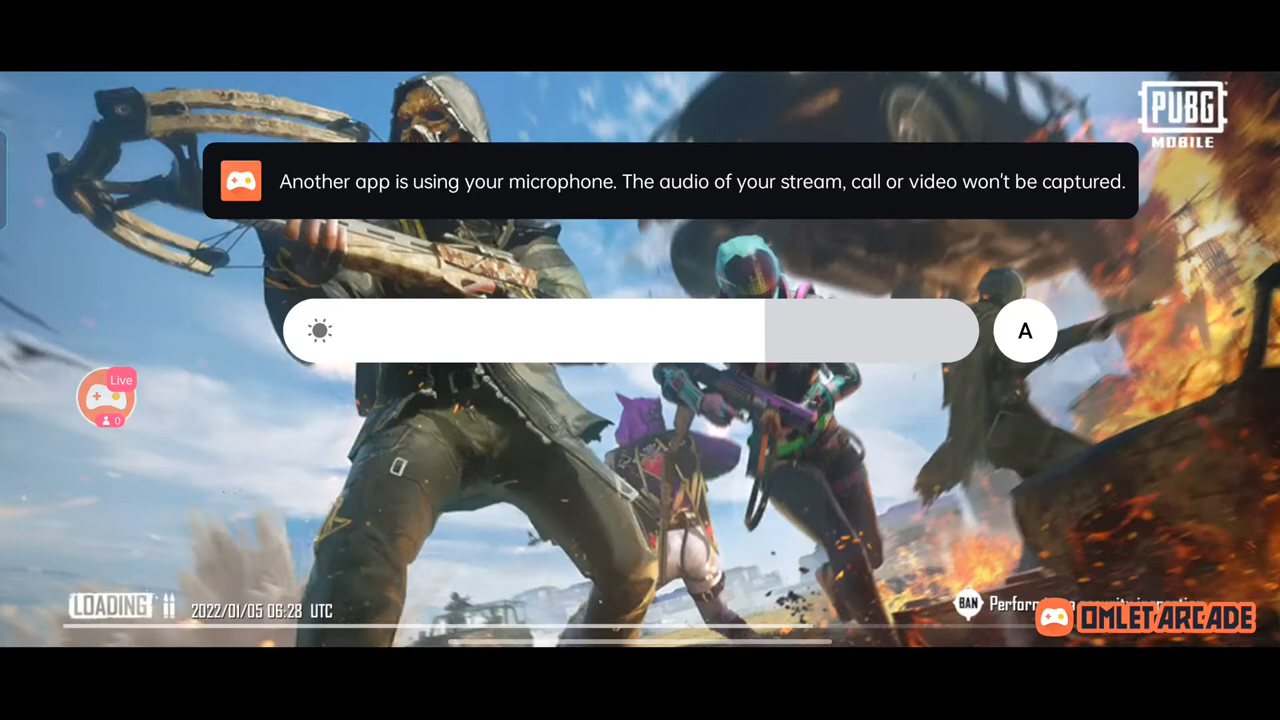 PUBG
MOBILE
Another app is using your microphone. The audio of your stream, call or video won't be captured.
A
Live
0
LOADING
2022/01/05 06:28 UTC
BAN
OMLET ARCADE